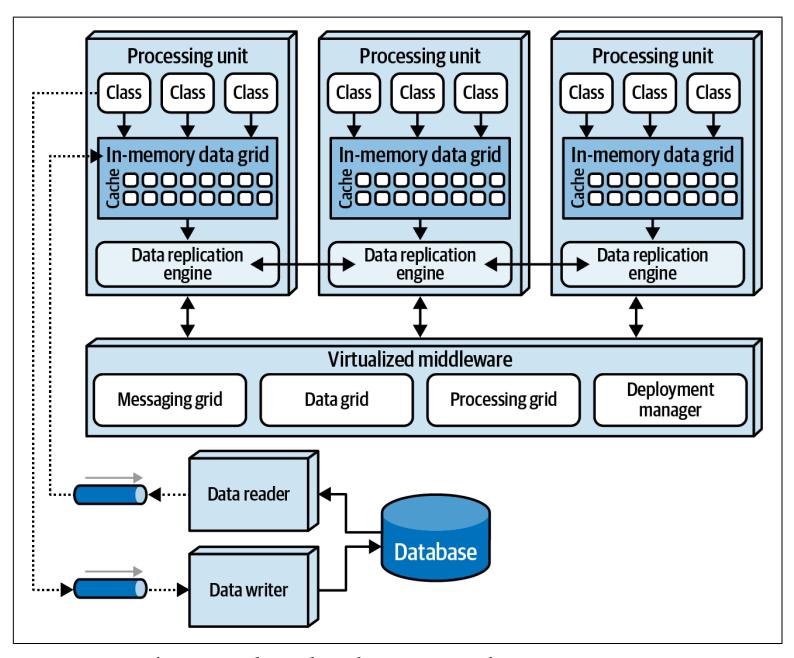 Processing unit
Class
Class
Class
In-memory data grid
Cache
Data replication
engine
Processing unit
Class
Class
Class
In-memory data grid
Cache
Data replication
engine
Processing unit
Class
Class
Class
In-memory data grid
Cache
Data replication
engine
Virtualized middleware
Messaging grid
Data grid
Processing grid
Deployment
manager
Data reader
Database
Data writer